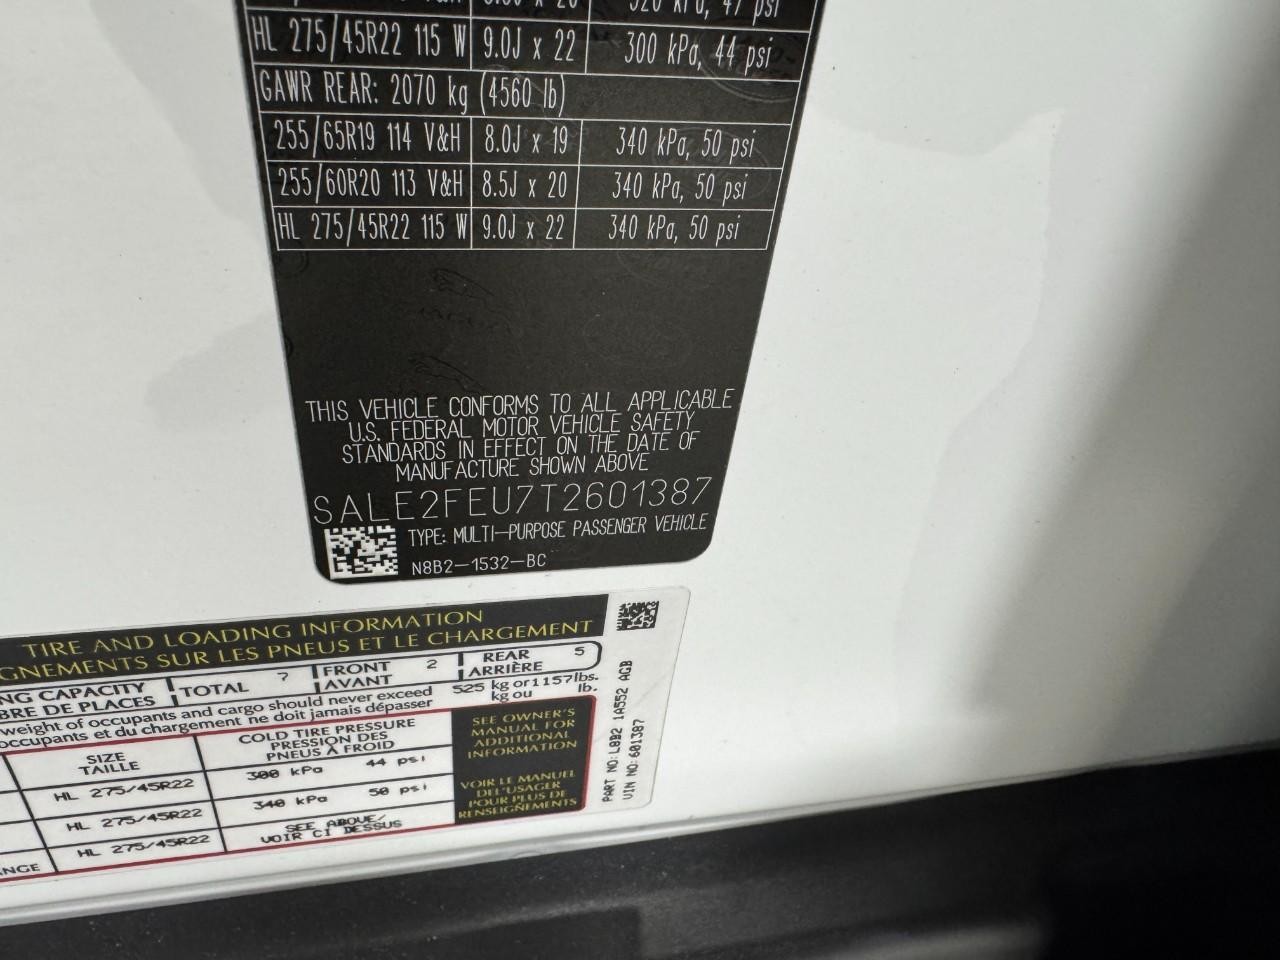 320 kPa, 47 psi
HL 275/45R22 115 W 9.0J x 22 300 kPa, 44 psi
GAWR REAR: 2070 kg (4560 lb)
255/65R19 114 V&H 8.0J x 19 340 kPa, 50 psi
255/60R20 113 V&H 8.5J x 20 340 kPa, 50 psi
HL 275/45R22 115 W 9.0J x 22 340 kPa, 50 psi
THIS VEHICLE CONFORMS TO ALL APPLICABLE
U.S. FEDERAL MOTOR VEHICLE SAFETY
STANDARDS IN EFFECT ON THE DATE OF
MANUFACTURE SHOWN ABOVE
SALE2FEU7T2601387
TYPE: MULTI-PURPOSE PASSENGER VEHICLE
N8B2-1532-BC
TIRE AND LOADING INFORMATION
GNEMENTS SUR LES PNEUS ET LE CHARGEMENT
NG CAPACITY
BRE DE PLACES
TOTAL 7
FRONT 2
AVANT
REAR 5
ARRIÈRE
weight of occupants and cargo should never exceed 525 kg or 1157 lbs.
occupants et du chargement ne doit jamais dépasser kg ou lb.
SIZE
TAILLE
COLD TIRE PRESSURE
PRESSION DES
PNEUS À FROID
HL 275/45R22 300 kPa 44 psi
HL 275/45R22 340 kPa 50 psi
ANGE HL 275/45R22 SEE ABOVE/
VOIR CI DESSUS
SEE OWNER'S
MANUAL FOR
ADDITIONAL
INFORMATION
VOIR LE MANUEL
DEL'USAGER
POUR PLUS DE
RENSEIGNEMENTS
PART NO: L8B2 1A552 AGB
VIN NO: 601387